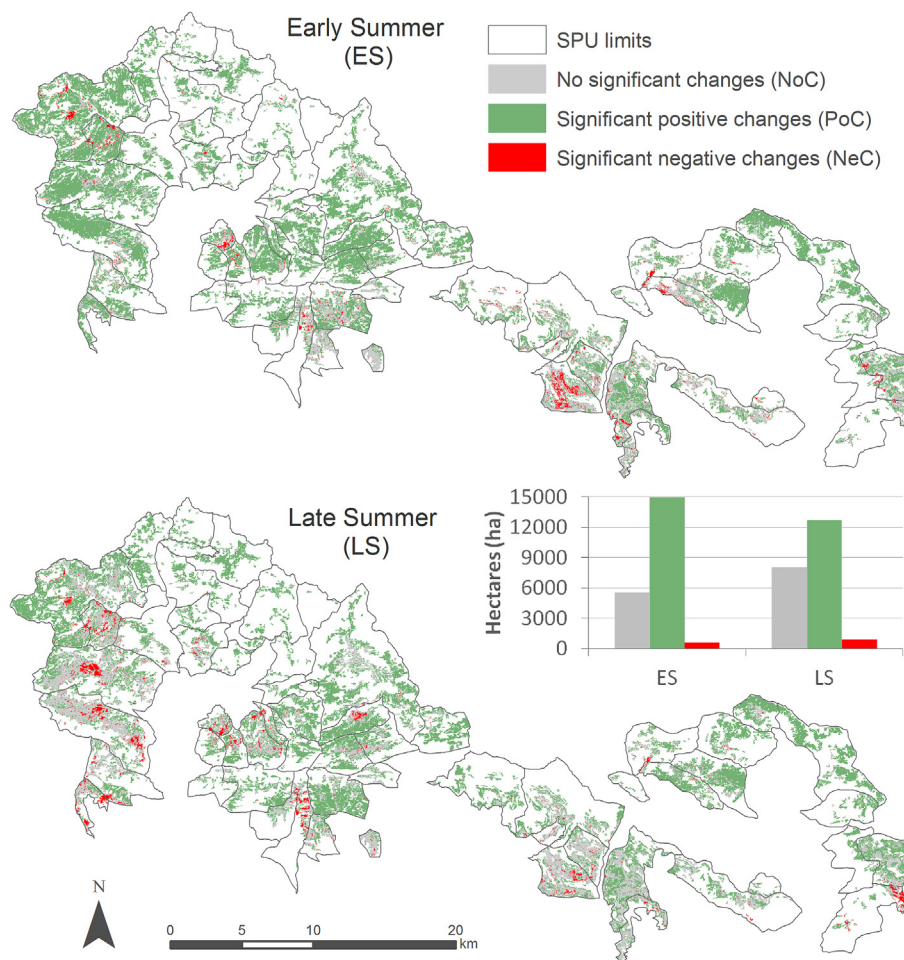 Early Summer
(ES)
SPU limits
No significant changes (NoC)
Significant positive changes (PoC)
Significant negative changes (NeC)
Late Summer
(LS)
Hectares (ha)
15000
12000
9000
6000
3000
0
ES
LS
N
0
5
10
20
km